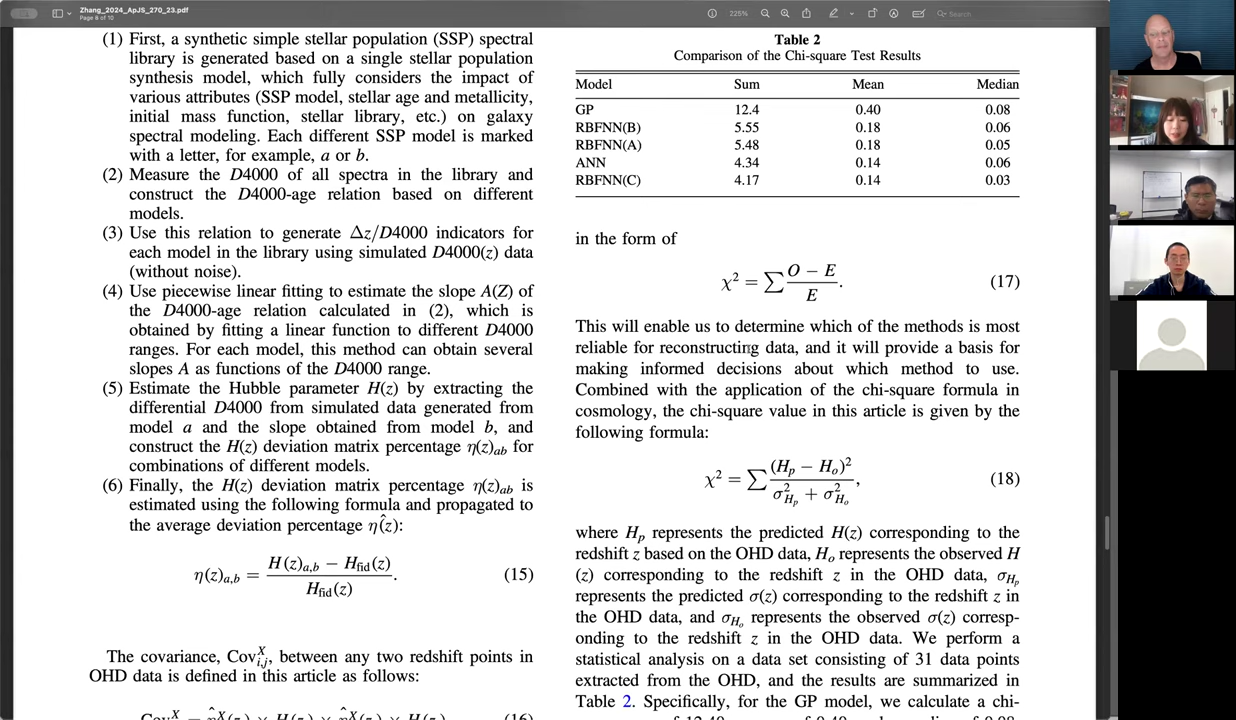 Zhang_2024_ApJS_270_23.pdf
Page 8 of 10
225%
Search
(1) First, a synthetic simple stellar population (SSP) spectral
library is generated based on a single stellar population
synthesis model, which fully considers the impact of
various attributes (SSP model, stellar age and metallicity,
initial mass function, stellar library, etc.) on galaxy
spectral modeling. Each different SSP model is marked
with a letter, for example, a or b.
(2) Measure the D4000 of all spectra in the library and
construct the D4000-age relation based on different
models.
(3) Use this relation to generate Δz/D4000 indicators for
each model in the library using simulated D4000(z) data
(without noise).
(4) Use piecewise linear fitting to estimate the slope A(Z) of
the D4000-age relation calculated in (2), which is
obtained by fitting a linear function to different D4000
ranges. For each model, this method can obtain several
slopes A as functions of the D4000 range.
(5) Estimate the Hubble parameter H(z) by extracting the
differential D4000 from simulated data generated from
model a and the slope obtained from model b, and
construct the H(z) deviation matrix percentage η(z)ab for
combinations of different models.
(6) Finally, the H(z) deviation matrix percentage η(z)ab is
estimated using the following formula and propagated to
the average deviation percentage η̂(z):
η(z)a,b = (H(z)a,b − Hfid(z)) / Hfid(z). (15)
The covariance, Cov^X_i,j, between any two redshift points in
OHD data is defined in this article as follows:
Table 2
Comparison of the Chi-square Test Results
Model Sum Mean Median
GP 12.4 0.40 0.08
RBFNN(B) 5.55 0.18 0.06
RBFNN(A) 5.48 0.18 0.05
ANN 4.34 0.14 0.06
RBFNN(C) 4.17 0.14 0.03
in the form of
χ² = ∑ (O − E) / E. (17)
This will enable us to determine which of the methods is most
reliable for reconstructing data, and it will provide a basis for
making informed decisions about which method to use.
Combined with the application of the chi-square formula in
cosmology, the chi-square value in this article is given by the
following formula:
χ² = ∑ (Hp − Ho)² / (σ²Hp + σ²Ho), (18)
where Hp represents the predicted H(z) corresponding to the
redshift z based on the OHD data, Ho represents the observed H
(z) corresponding to the redshift z in the OHD data, σHp
represents the predicted σ(z) corresponding to the redshift z in
the OHD data, and σHo represents the observed σ(z) corresp-
onding to the redshift z in the OHD data. We perform a
statistical analysis on a data set consisting of 31 data points
extracted from the OHD, and the results are summarized in
Table 2. Specifically, for the GP model, we calculate a chi-